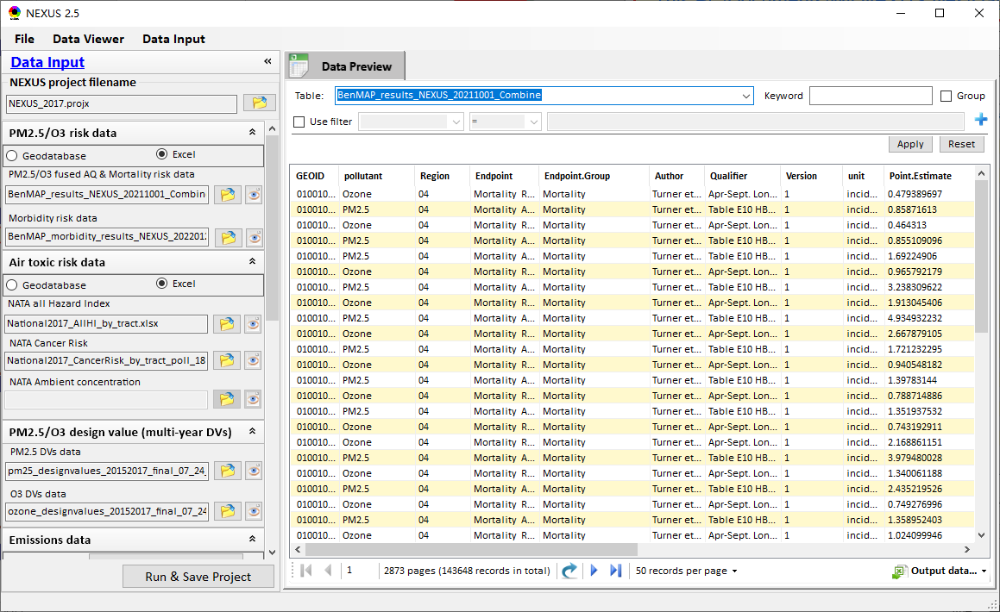 NEXUS 2.5
File Data Viewer Data Input
Data Input «
NEXUS project filename
NEXUS_2017.projx
PM2.5/O3 risk data
Geodatabase Excel
PM2.5/O3 fused AQ & Mortality risk data
BenMAP_results_NEXUS_20211001_Combin
Morbidity risk data
BenMAP_morbidity_results_NEXUS_202201
Air toxic risk data
Geodatabase Excel
NATA all Hazard Index
National2017_AllHI_by_tract.xlsx
NATA Cancer Risk
National2017_CancerRisk_by_tract_poll_18
NATA Ambient concentration
PM2.5/O3 design value (multi-year DVs)
PM2.5 DVs data
pm25_designvalues_20152017_final_07_24_
O3 DVs data
ozone_designvalues_20152017_final_07_24
Emissions data
Run & Save Project
Data Preview
Table: BenMAP_results_NEXUS_20211001_Combine Keyword Group
Use filter =
Apply Reset
GEOID pollutant Region Endpoint Endpoint.Group Author Qualifier Version unit Point.Estimate
010010... Ozone 04 Mortality R... Mortality Turner et... Apr-Sept. Lon... 1 incid... 0.479389697
010010... PM2.5 04 Mortality A... Mortality Turner et... Table E10 HB... 1 incid... 0.85871613
010010... Ozone 04 Mortality R... Mortality Turner et... Apr-Sept. Lon... 1 incid... 0.464313
010010... PM2.5 04 Mortality A... Mortality Turner et... Table E10 HB... 1 incid... 0.855109096
010010... PM2.5 04 Mortality A... Mortality Turner et... Table E10 HB... 1 incid... 1.69224906
010010... Ozone 04 Mortality R... Mortality Turner et... Apr-Sept. Lon... 1 incid... 0.965792179
010010... PM2.5 04 Mortality A... Mortality Turner et... Table E10 HB... 1 incid... 3.238309622
010010... Ozone 04 Mortality R... Mortality Turner et... Apr-Sept. Lon... 1 incid... 1.913045406
010010... PM2.5 04 Mortality A... Mortality Turner et... Table E10 HB... 1 incid... 4.934932232
010010... Ozone 04 Mortality R... Mortality Turner et... Apr-Sept. Lon... 1 incid... 2.667879105
010010... PM2.5 04 Mortality A... Mortality Turner et... Table E10 HB... 1 incid... 1.721232295
010010... Ozone 04 Mortality R... Mortality Turner et... Apr-Sept. Lon... 1 incid... 0.940548182
010010... PM2.5 04 Mortality A... Mortality Turner et... Table E10 HB... 1 incid... 1.39783144
010010... Ozone 04 Mortality R... Mortality Turner et... Apr-Sept. Lon... 1 incid... 0.788714886
010010... PM2.5 04 Mortality A... Mortality Turner et... Table E10 HB... 1 incid... 1.351937532
010010... Ozone 04 Mortality R... Mortality Turner et... Apr-Sept. Lon... 1 incid... 0.743192911
010010... Ozone 04 Mortality R... Mortality Turner et... Apr-Sept. Lon... 1 incid... 2.168861151
010010... PM2.5 04 Mortality A... Mortality Turner et... Table E10 HB... 1 incid... 3.979480028
010010... Ozone 04 Mortality R... Mortality Turner et... Apr-Sept. Lon... 1 incid... 1.340061188
010010... PM2.5 04 Mortality A... Mortality Turner et... Table E10 HB... 1 incid... 2.435219526
010010... Ozone 04 Mortality R... Mortality Turner et... Apr-Sept. Lon... 1 incid... 0.749276996
010010... PM2.5 04 Mortality A... Mortality Turner et... Table E10 HB... 1 incid... 1.358952403
010010... Ozone 04 Mortality R... Mortality Turner et... Apr-Sept. Lon... 1 incid... 1.024099946
1 2873 pages (143648 records in total) 50 records per page Output data...